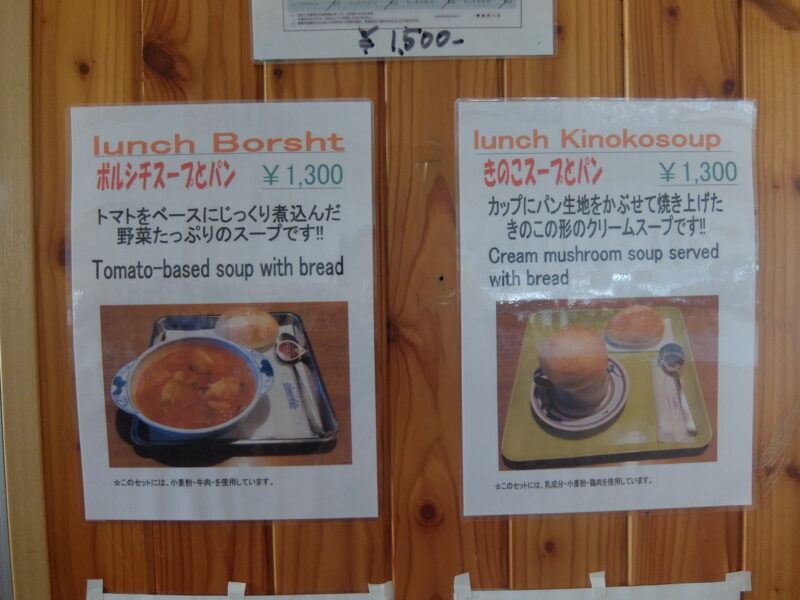 NIPPON NIPPON NIPPON NIPPON
¥1,500-
lunch Borsht
ボルシチスープとパン ¥1,300
トマトをベースにじっくり煮込んだ
野菜たっぷりのスープです!!
Tomato-based soup with bread
☆このセットには、小麦粉・牛肉・を使用しています。
lunch Kinokosoup
きのこスープとパン ¥1,300
カップにパン生地をかぶせて焼き上げた
きのこの形のクリームスープです!!
Cream mushroom soup served
with bread
☆このセットには、乳成分・小麦粉・鶏肉を使用しています。